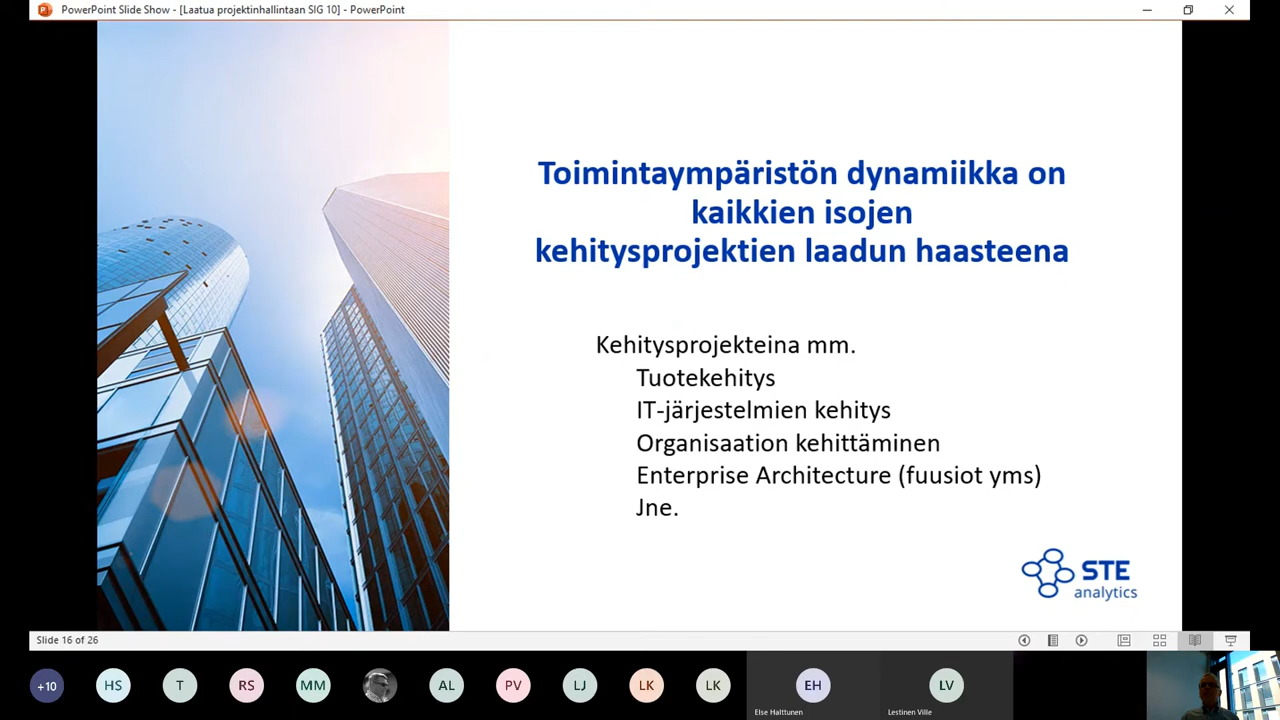 PowerPoint Slide Show - [Laatua projektinhallintaan SIG 10] - PowerPoint
Toimintaympäristön dynamiikka on
kaikkien isojen
kehitysprojektien laadun haasteena
Kehitysprojekteina mm.
Tuotekehitys
IT-järjestelmien kehitys
Organisaation kehittäminen
Enterprise Architecture (fuusiot yms)
Jne.
STE
analytics
Slide 16 of 26
+10
HS
T
RS
MM
AL
PV
LJ
LK
LK
EH
LV
Else Halttunen
Lestinen Ville